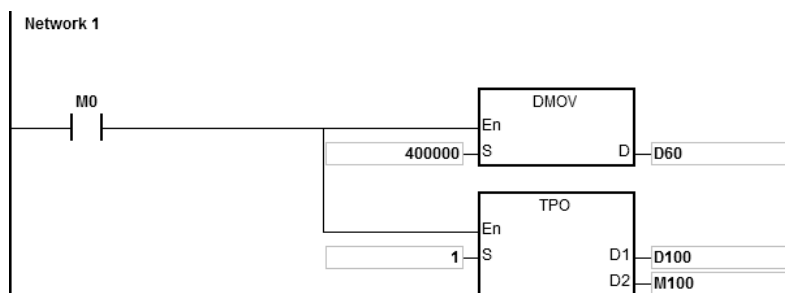 Network 1
M0
DMOV
En
400000 S D D60
TPO
En
1 S D1 D100
D2 M100